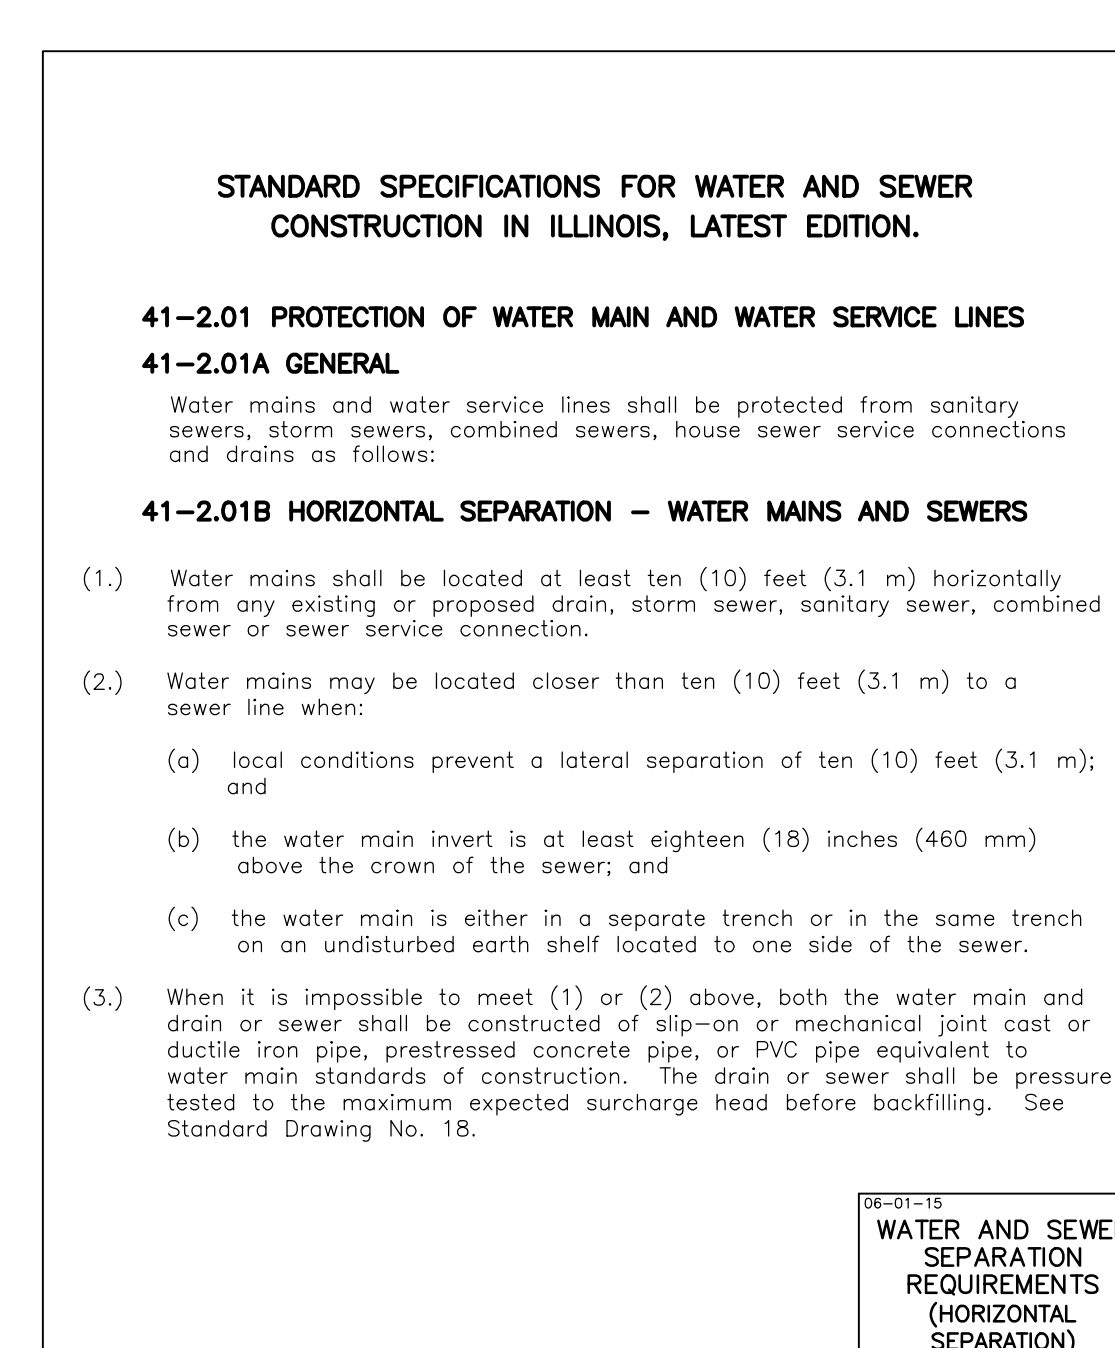 STANDARD SPECIFICATIONS FOR WATER AND SEWER
CONSTRUCTION IN ILLINOIS, LATEST EDITION.
41-2.01 PROTECTION OF WATER MAIN AND WATER SERVICE LINES
41-2.01A GENERAL
Water mains and water service lines shall be protected from sanitary
sewers, storm sewers, combined sewers, house sewer service connections
and drains as follows:
41-2.01B HORIZONTAL SEPARATION - WATER MAINS AND SEWERS
(1.) Water mains shall be located at least ten (10) feet (3.1 m) horizontally
from any existing or proposed drain, storm sewer, sanitary sewer, combined
sewer or sewer service connection.
(2.) Water mains may be located closer than ten (10) feet (3.1 m) to a
sewer line when:
(a) local conditions prevent a lateral separation of ten (10) feet (3.1 m);
and
(b) the water main invert is at least eighteen (18) inches (460 mm)
above the crown of the sewer; and
(c) the water main is either in a separate trench or in the same trench
on an undisturbed earth shelf located to one side of the sewer.
(3.) When it is impossible to meet (1) or (2) above, both the water main and
drain or sewer shall be constructed of slip-on or mechanical joint cast or
ductile iron pipe, prestressed concrete pipe, or PVC pipe equivalent to
water main standards of construction. The drain or sewer shall be pressure
tested to the maximum expected surcharge head before backfilling. See
Standard Drawing No. 18.
06-01-15
WATER AND SEWER
SEPARATION
REQUIREMENTS
(HORIZONTAL
SEPARATION)